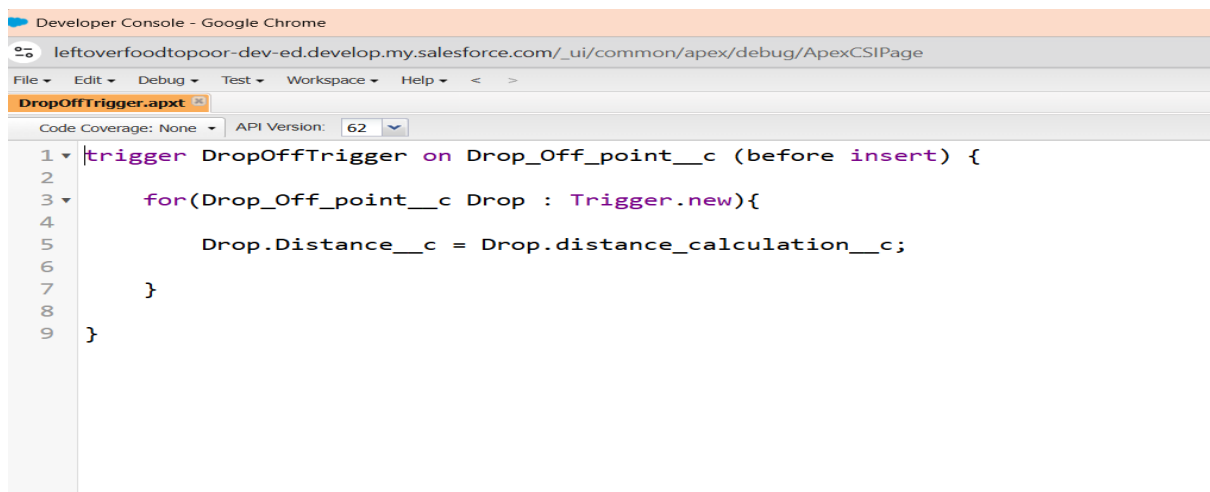 Developer Console - Google Chrome
leftoverfoodtopoor-dev-ed.develop.my.salesforce.com/_ui/common/apex/debug/ApexCSIPage
File Edit Debug Test Workspace Help < >
DropOffTrigger.apxt
Code Coverage: None API Version: 62
1 trigger DropOffTrigger on Drop_Off_point__c (before insert) {
2
3 for(Drop_Off_point__c Drop : Trigger.new){
4
5 Drop.Distance__c = Drop.distance_calculation__c;
6
7 }
8
9 }